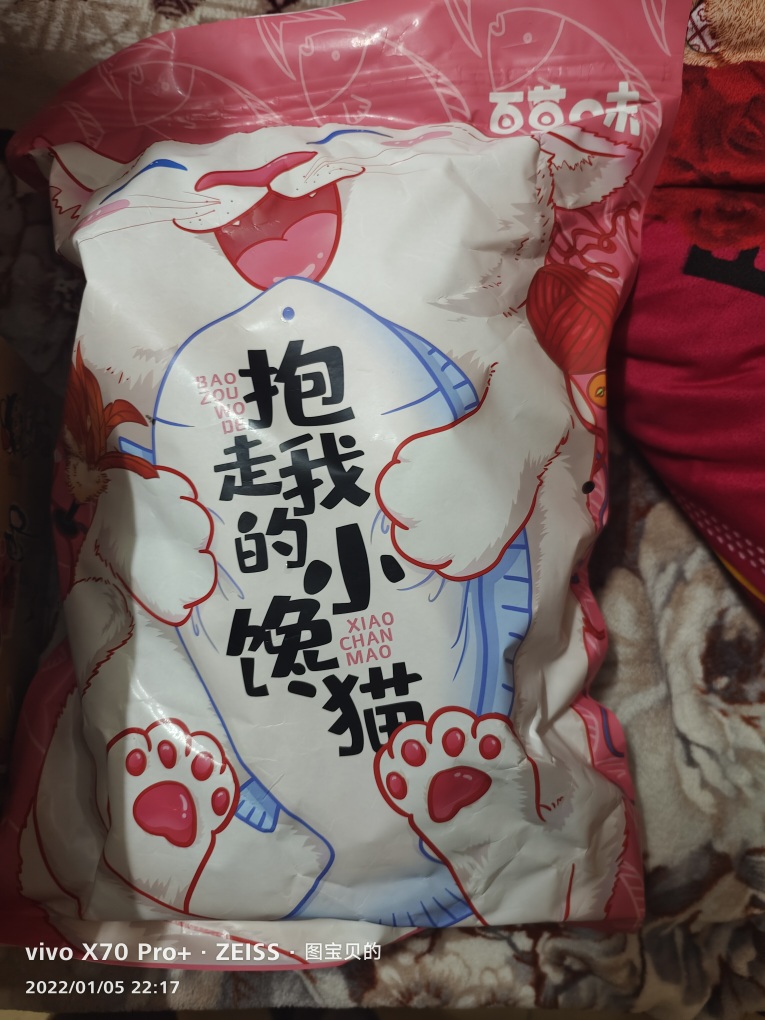 百草味
BAO
ZOU
WO
DE
抱
走我
的小
馋
猫
XIAO
CHAN
MAO
vivo X70 Pro+ · ZEISS · 图宝贝的
2022/01/05 22:17